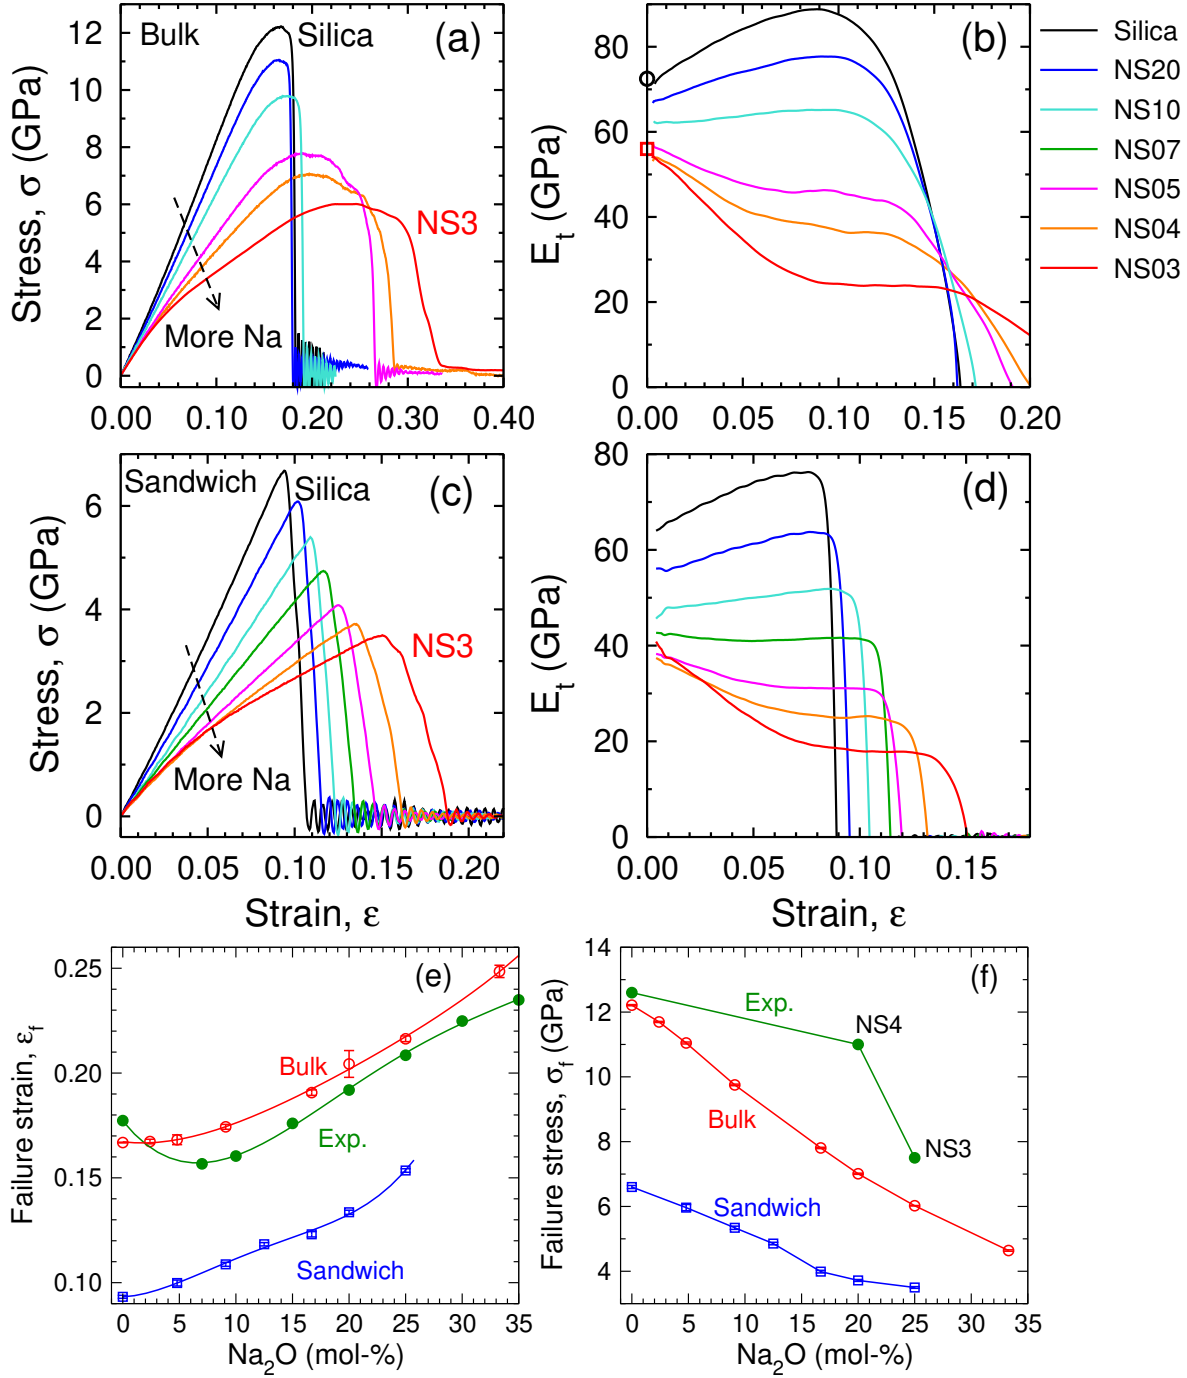 Bulk
Silica
(a)
NS3
More Na
Stress, σ (GPa)
12
10
8
6
4
2
0
0.00
0.10
0.20
0.30
0.40
(b)
E_t (GPa)
80
60
40
20
0
0.00
0.05
0.10
0.15
0.20
Silica
NS20
NS10
NS07
NS05
NS04
NS03
Sandwich
Silica
(c)
NS3
More Na
Stress, σ (GPa)
6
4
2
0
0.00
0.05
0.10
0.15
0.20
Strain, ε
(d)
E_t (GPa)
80
60
40
20
0
0.00
0.05
0.10
0.15
Strain, ε
(e)
Bulk
Exp.
Sandwich
Failure strain, ε_f
0.25
0.20
0.15
0.10
0
5
10
15
20
25
30
35
Na₂O (mol-%)
(f)
Exp.
NS4
Bulk
NS3
Sandwich
Failure stress, σ_f (GPa)
14
12
10
8
6
4
0
5
10
15
20
25
30
35
Na₂O (mol-%)